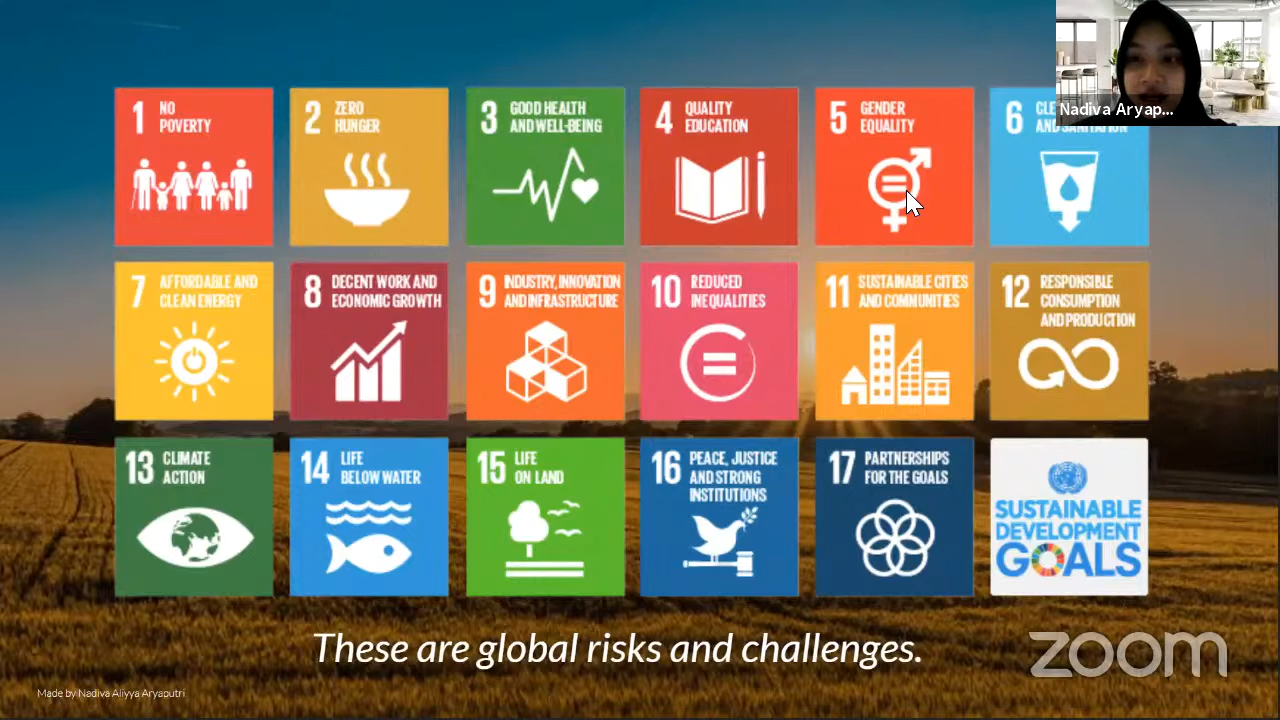 1 NO
POVERTY
2 ZERO
HUNGER
3 GOOD HEALTH
AND WELL-BEING
4 QUALITY
EDUCATION
5 GENDER
EQUALITY
6
AND SANITATION
Nadiva Aryap...
7 AFFORDABLE AND
CLEAN ENERGY
8 DECENT WORK AND
ECONOMIC GROWTH
9 INDUSTRY, INNOVATION
AND INFRASTRUCTURE
10 REDUCED
INEQUALITIES
11 SUSTAINABLE CITIES
AND COMMUNITIES
12 RESPONSIBLE
CONSUMPTION
AND PRODUCTION
13 CLIMATE
ACTION
14 LIFE
BELOW WATER
15 LIFE
ON LAND
16 PEACE, JUSTICE
AND STRONG
INSTITUTIONS
17 PARTNERSHIPS
FOR THE GOALS
SUSTAINABLE
DEVELOPMENT
GOALS
These are global risks and challenges.
zoom
Made by Nadiva Aliyya Aryaputri